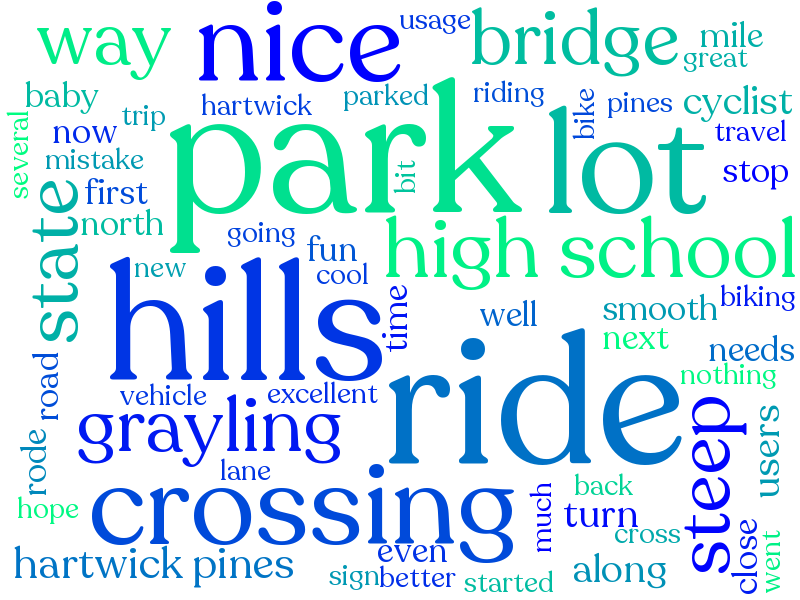 usage
nice
way
bridge
mile
great
baby
trip
hartwick
parked
riding
bike
pines
cyclist
several
now
park
lot
travel
mistake
bit
stop
first
state
north
going
fun
high school
new
hills
cool
time
biking
well
smooth
next
needs
ride
road
nothing
vehicle
excellent
grayling
steep
users
rode
lane
crossing
hope
back
much
turn
close
went
cross
even
hartwick pines
sign
better
started
along